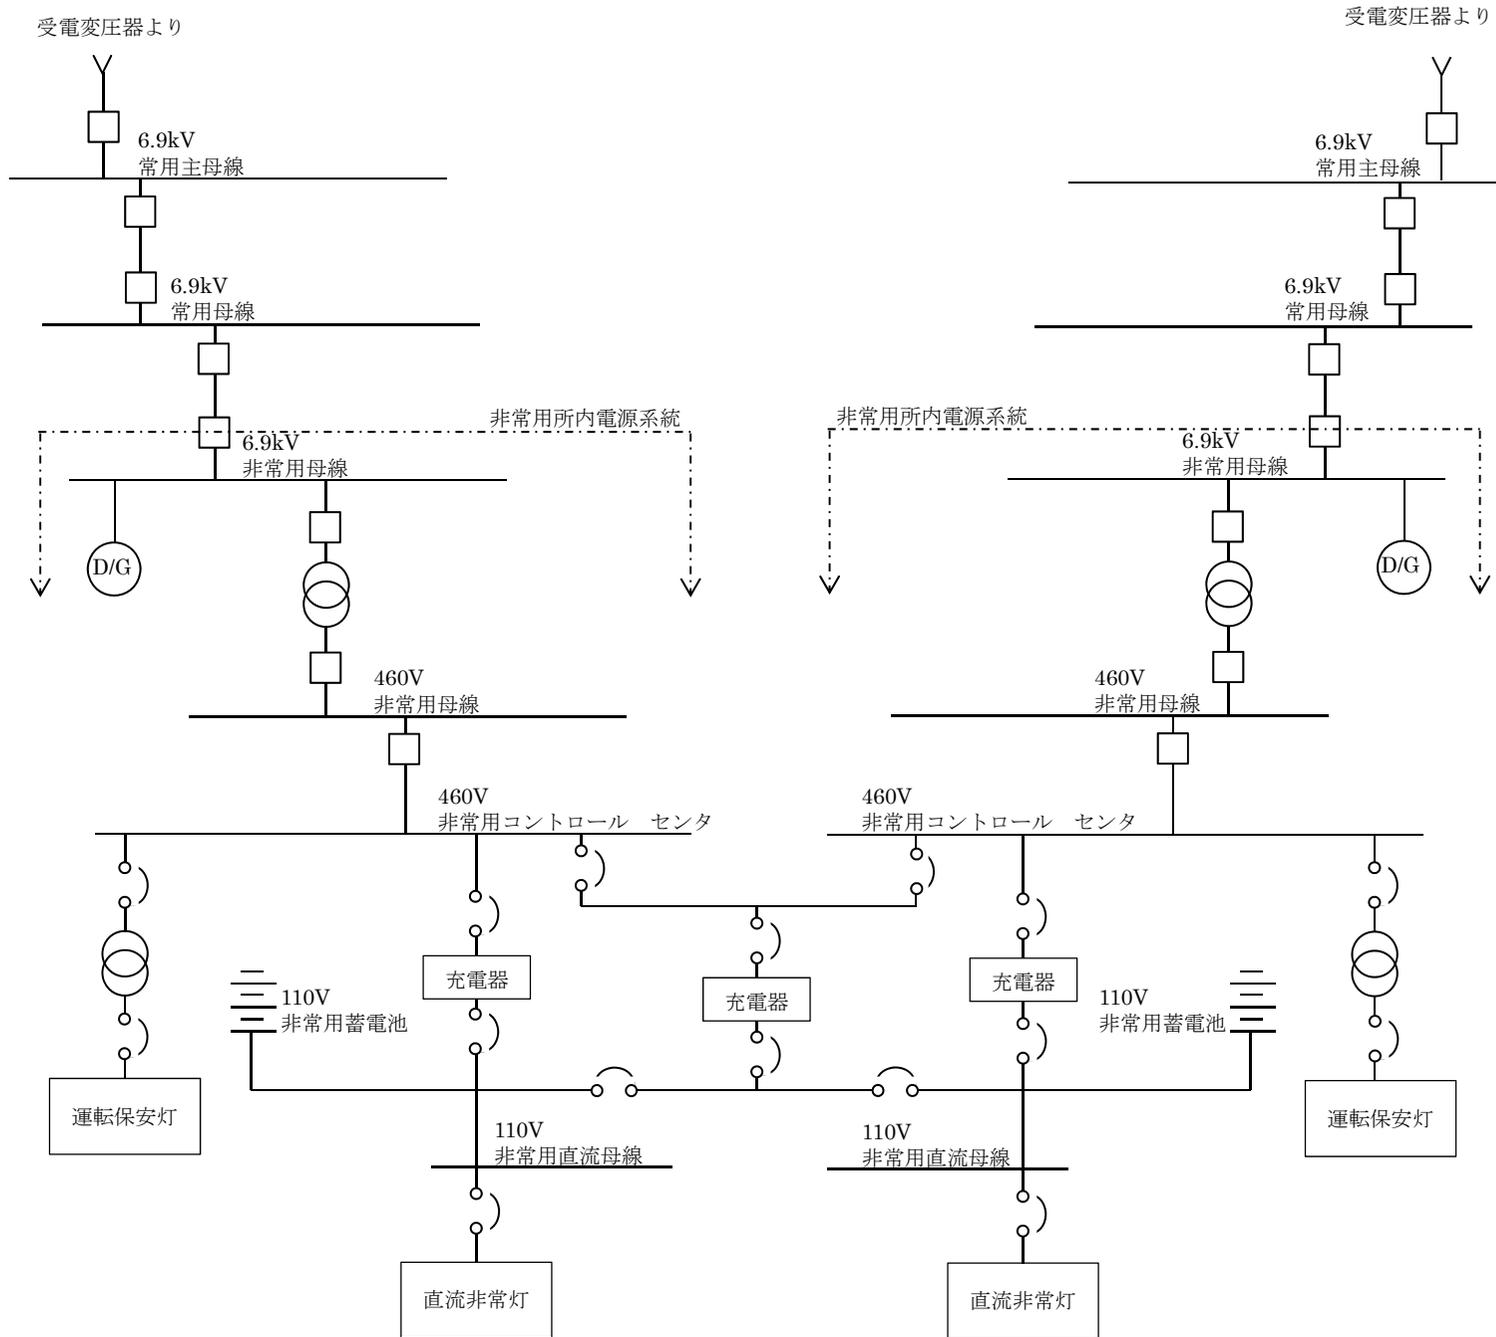 受電変圧器より
受電変圧器より
6.9kV
常用主母線
6.9kV
常用主母線
6.9kV
常用母線
6.9kV
常用母線
非常用所内電源系統
非常用所内電源系統
6.9kV
非常用母線
6.9kV
非常用母線
D/G
D/G
460V
非常用母線
460V
非常用母線
460V
非常用コントロール　センタ
460V
非常用コントロール　センタ
充電器
充電器
充電器
110V
非常用蓄電池
110V
非常用蓄電池
運転保安灯
運転保安灯
110V
非常用直流母線
110V
非常用直流母線
直流非常灯
直流非常灯